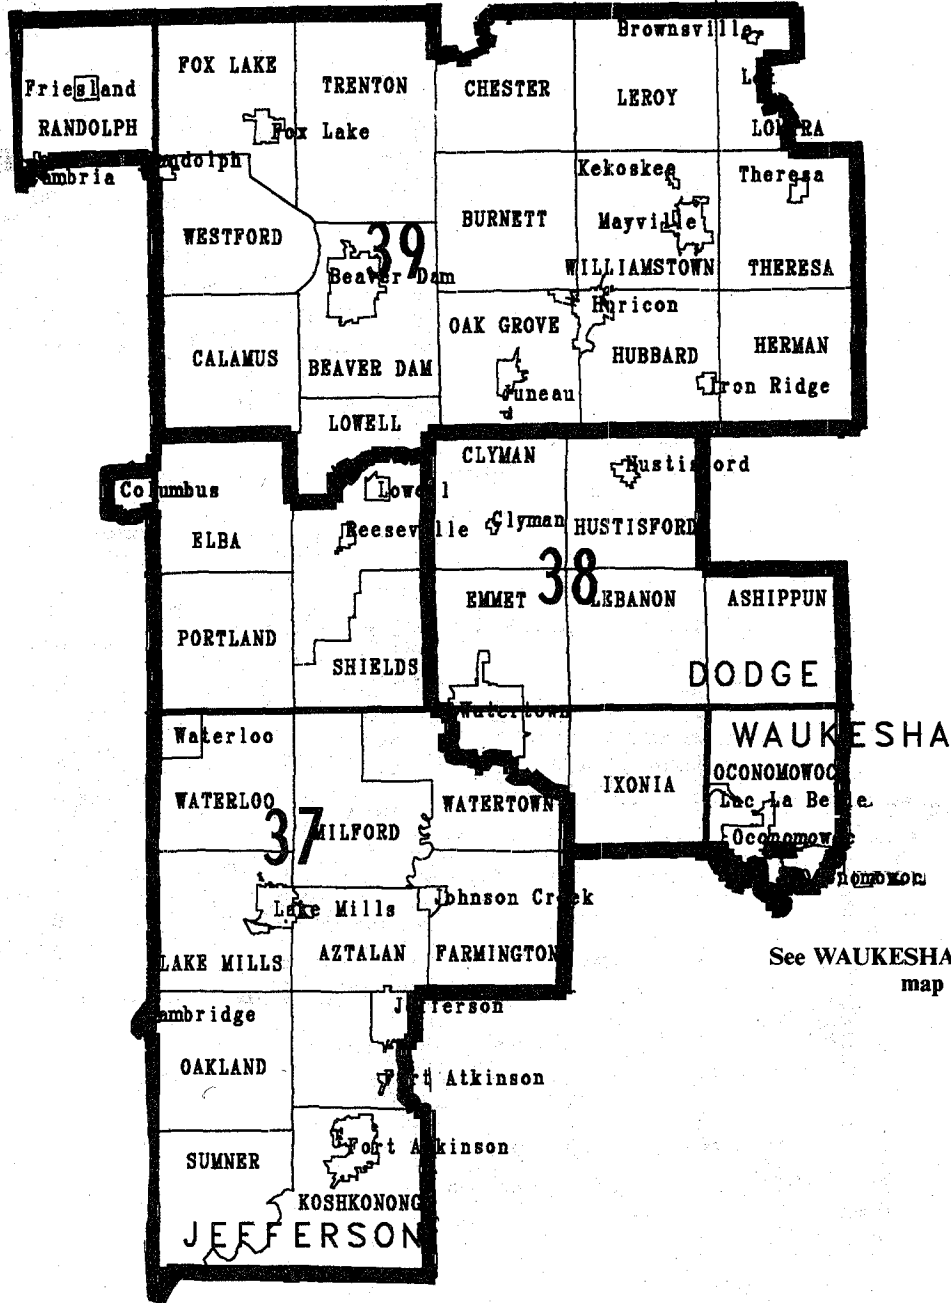 Brownsville
FOX LAKE
TRENTON
CHESTER
LEROY
Friesland
RANDOLPH
Fox Lake
LOMIRA
Kekoskee
Theresa
WESTFORD
BURNETT
Mayville
39
Beaver Dam
WILLIAMSTOWN
THERESA
Horicon
OAK GROVE
CALAMUS
BEAVER DAM
HUBBARD
HERMAN
Juneau
Iron Ridge
LOWELL
CLYMAN
Hustisford
Columbus
Lowell
Reeseville
Clyman
HUSTISFORD
ELBA
38
EMMET
LEBANON
ASHIPPUN
PORTLAND
SHIELDS
DODGE
Watertown
Waterloo
WAUKESHA
OCONOMOWOC
IXONIA
WATERLOO
WATERTOWN
Lac La Belle
37
MILFORD
Oconomowoc
Johnson Creek
Lake Mills
LAKE MILLS
AZTALAN
FARMINGTON
See WAUKESHA
map
Jefferson
Cambridge
OAKLAND
Fort Atkinson
Fort Atkinson
SUMNER
KOSHKONONG
JEFFERSON